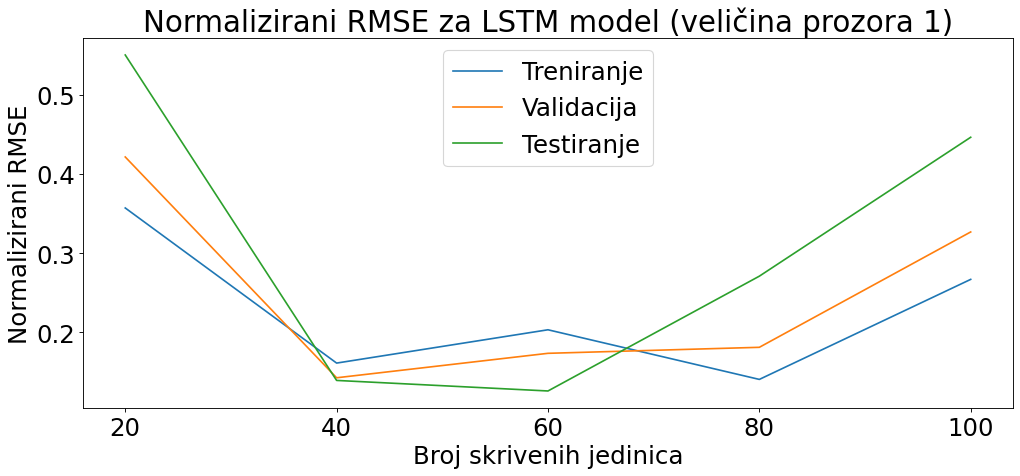 Normalizirani RMSE za LSTM model (veličina prozora 1)
Treniranje
Validacija
Testiranje
Normalizirani RMSE
0.5
0.4
0.3
0.2
20 40 60 80 100
Broj skrivenih jedinica